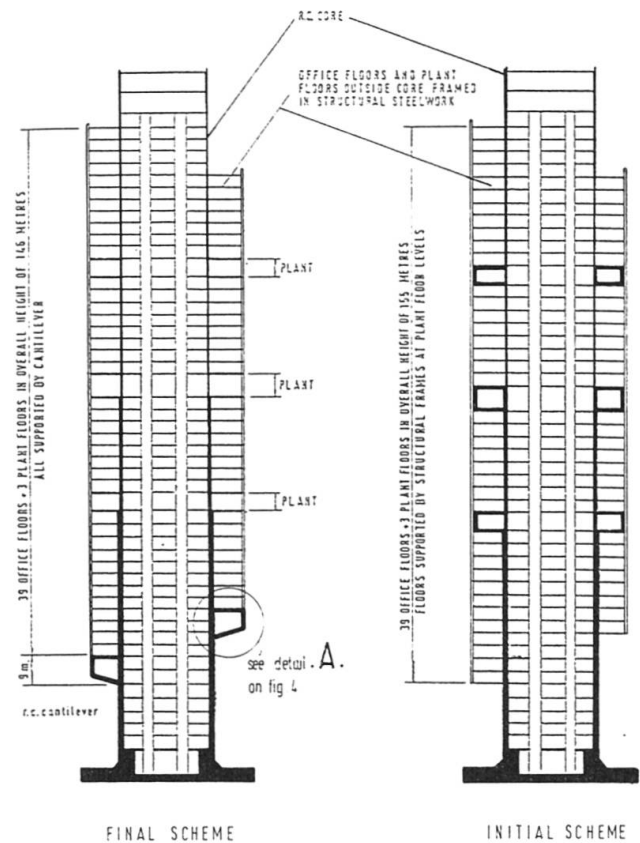 R.C. CORE
OFFICE FLOORS AND PLANT
FLOORS OUTSIDE CORE FRAMED
IN STRUCTURAL STEELWORK
39 OFFICE FLOORS + 3 PLANT FLOORS IN OVERALL HEIGHT OF 146 METRES
ALL SUPPORTED BY CANTILEVER
PLANT
PLANT
PLANT
9m
r.c. cantilever
see detail A.
on fig 4
39 OFFICE FLOORS + 3 PLANT FLOORS IN OVERALL HEIGHT OF 155 METRES
FLOORS SUPPORTED BY STRUCTURAL FRAMES AT PLANT FLOOR LEVELS
FINAL SCHEME
INITIAL SCHEME